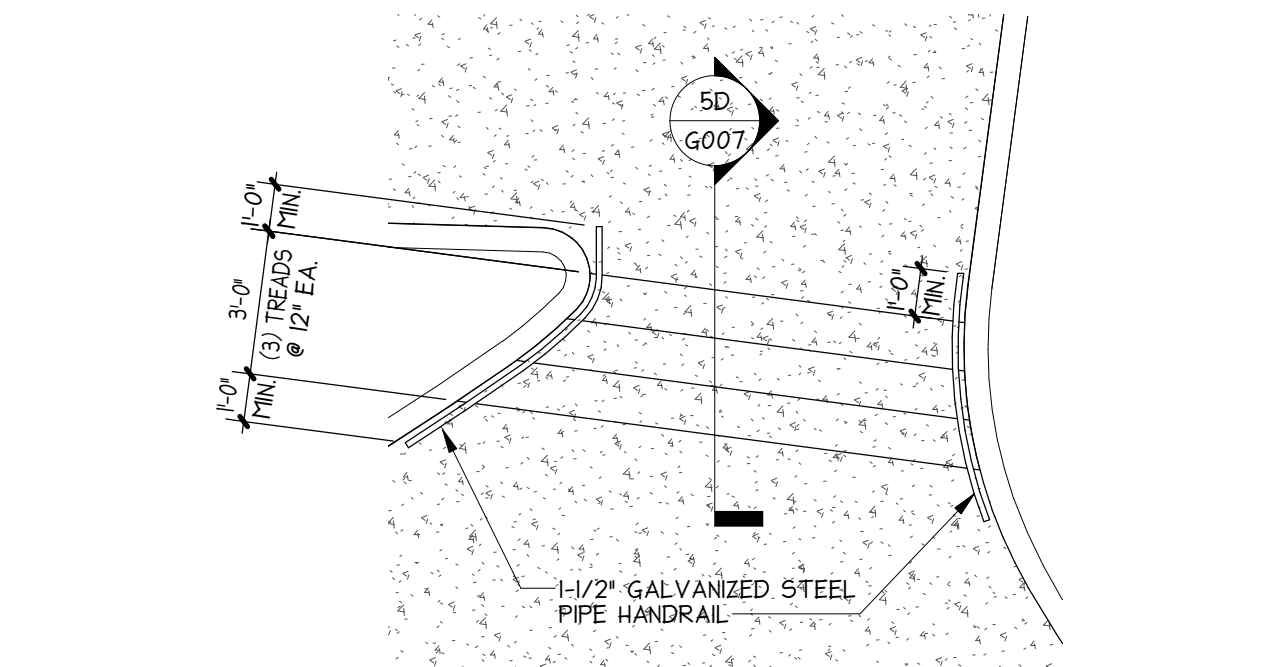 5D
G007
1'-0"
MIN.
3'-0"
(3) TREADS
@ 12" EA.
1'-0"
MIN.
1'-0"
MIN.
1-1/2" GALVANIZED STEEL
PIPE HANDRAIL